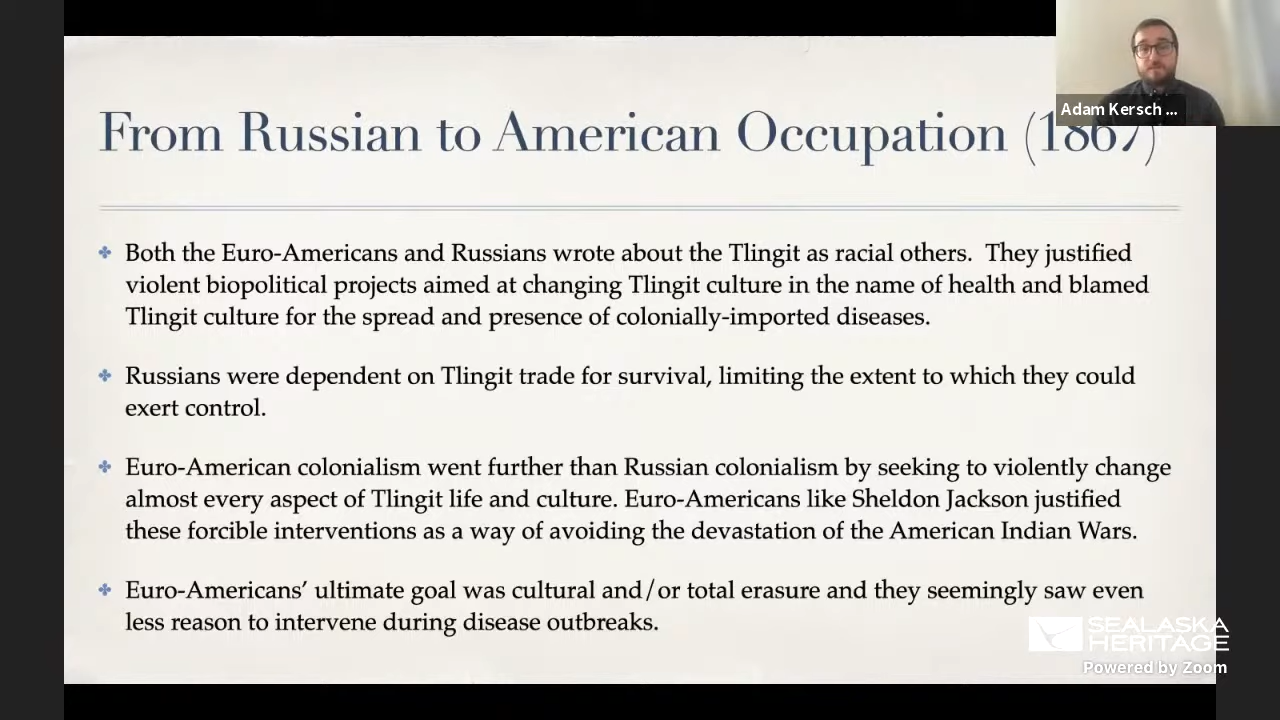 From Russian to American Occupation (1867)
Adam Kersch ...
Both the Euro-Americans and Russians wrote about the Tlingit as racial others.  They justified
violent biopolitical projects aimed at changing Tlingit culture in the name of health and blamed
Tlingit culture for the spread and presence of colonially-imported diseases.
Russians were dependent on Tlingit trade for survival, limiting the extent to which they could
exert control.
Euro-American colonialism went further than Russian colonialism by seeking to violently change
almost every aspect of Tlingit life and culture. Euro-Americans like Sheldon Jackson justified
these forcible interventions as a way of avoiding the devastation of the American Indian Wars.
Euro-Americans’ ultimate goal was cultural and/or total erasure and they seemingly saw even
less reason to intervene during disease outbreaks.
SEALASKA
HERITAGE
Powered by Zoom